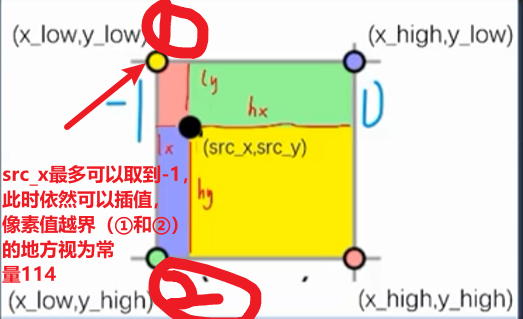 (x_low,y_low) (x_high,y_low)
ly
-1 hx 0
lx (src_x,src_y)
src_x最多可以取到-1,
hy
此时依然可以插值,
像素值越界（①和②）
的地方视为常
量114
(x_low,y_high) (x_high,y_high)